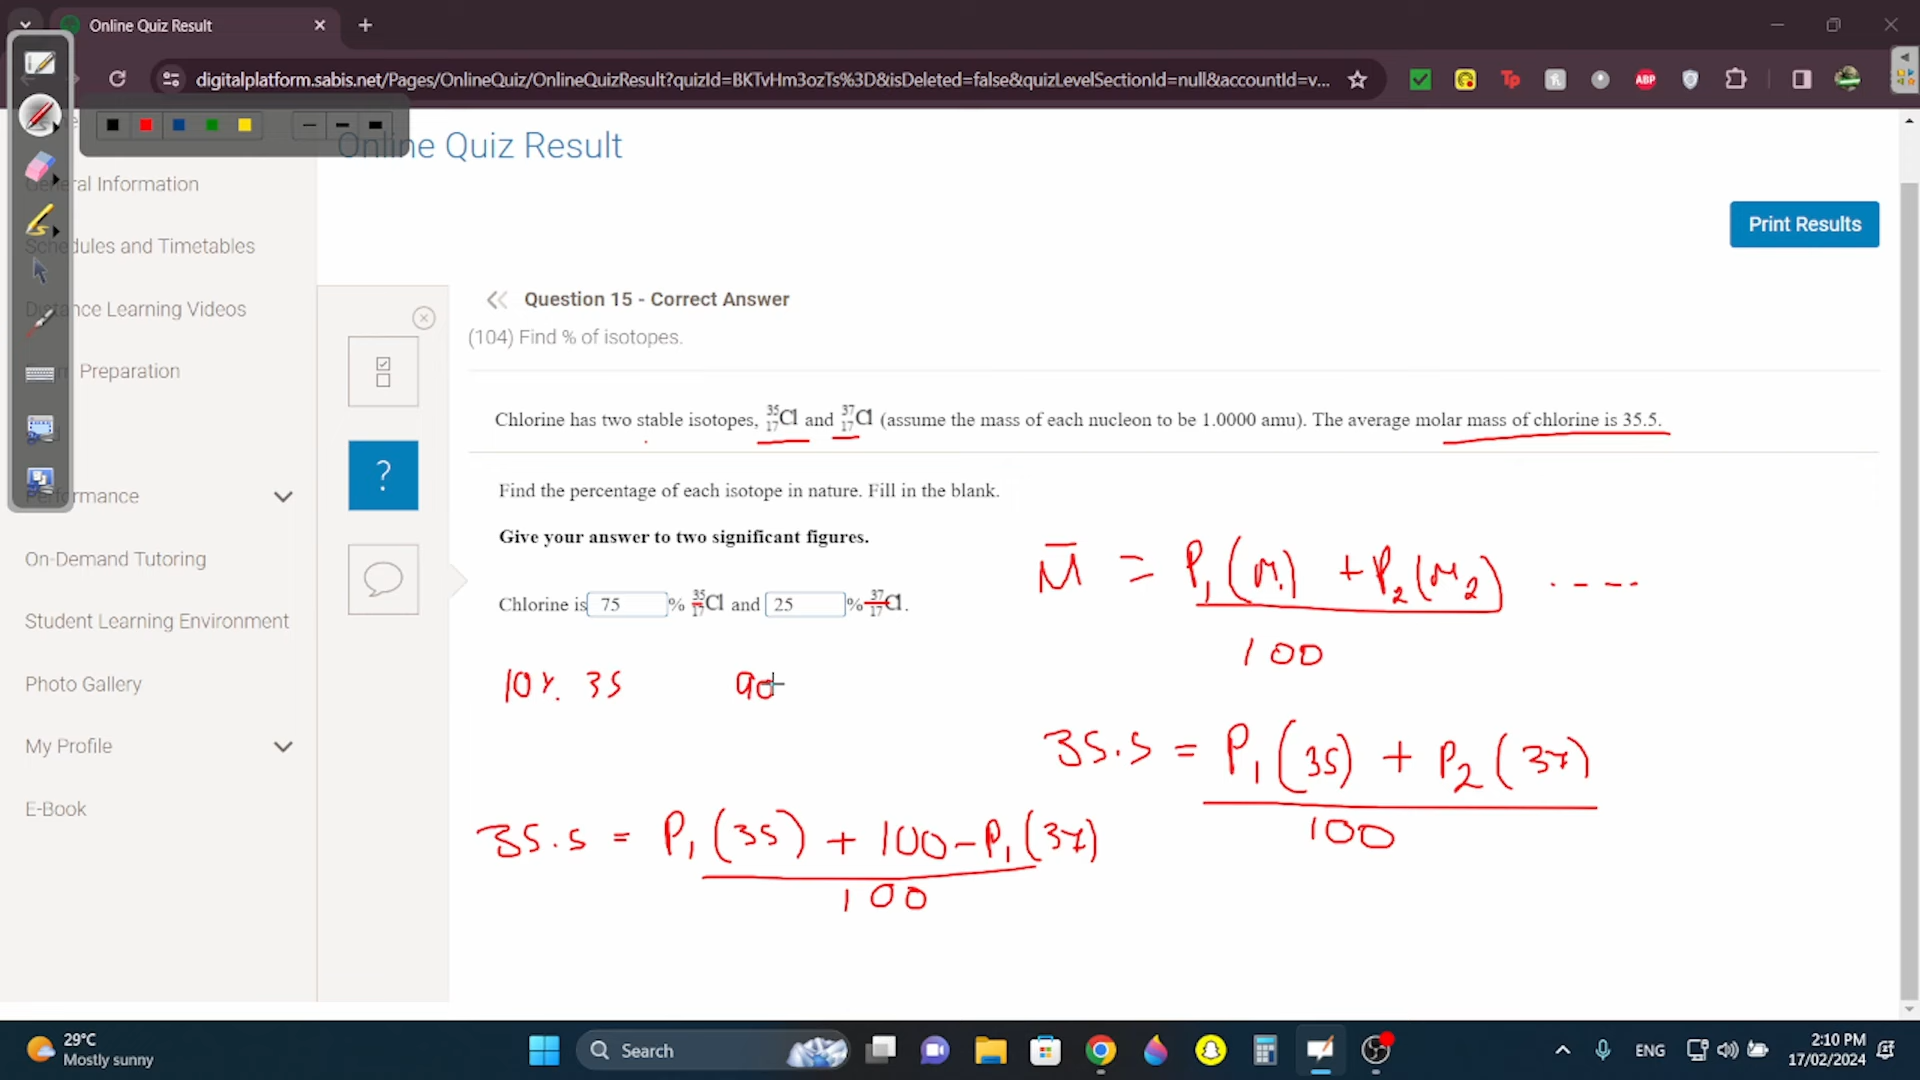 Online Quiz Result
digitalplatform.sabis.net/Pages/OnlineQuiz/OnlineQuizResult?quizId=BKTvHm3ozTs%3D&isDeleted=false&quizLevelSectionId=null&accountId=v...
Tp
ABP
Online Quiz Result
General Information
Schedules and Timetables
Distance Learning Videos
Preparation
Performance
On-Demand Tutoring
Student Learning Environment
Photo Gallery
My Profile
E-Book
Print Results
Question 15 - Correct Answer
(104) Find % of isotopes.
Chlorine has two stable isotopes, ³⁵₁₇Cl and ³⁷₁₇Cl (assume the mass of each nucleon to be 1.0000 amu). The average molar mass of chlorine is 35.5.
Find the percentage of each isotope in nature. Fill in the blank.
Give your answer to two significant figures.
Chlorine is 75 % ³⁵₁₇Cl and 25 % ³⁷₁₇Cl.
M̅ = P₁(M₁) + P₂(M₂) ....
100
10%. 35 90
35.5 = P₁(35) + P₂(37)
100
35.5 = P₁(35) + 100-P₁(37)
100
29°C
Mostly sunny
Search
ENG
2:10 PM
17/02/2024